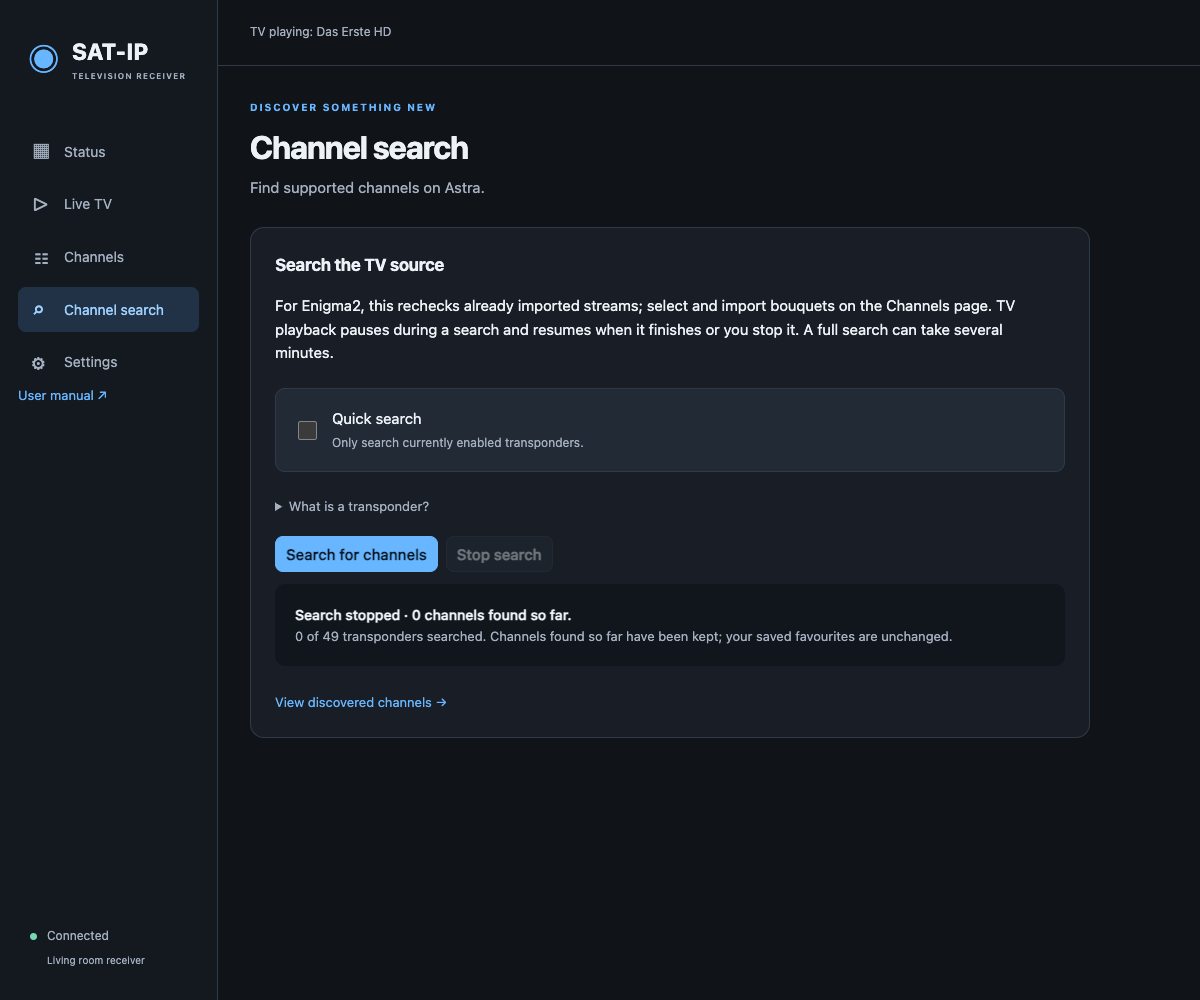 SAT-IP
TELEVISION RECEIVER
Status
Live TV
Channels
Channel search
Settings
User manual ↗
Connected
Living room receiver
TV playing: Das Erste HD
DISCOVER SOMETHING NEW
Channel search
Find supported channels on Astra.
Search the TV source
For Enigma2, this rechecks already imported streams; select and import bouquets on the Channels page. TV
playback pauses during a search and resumes when it finishes or you stop it. A full search can take several
minutes.
Quick search
Only search currently enabled transponders.
What is a transponder?
Search for channels
Stop search
Search stopped · 0 channels found so far.
0 of 49 transponders searched. Channels found so far have been kept; your saved favourites are unchanged.
View discovered channels →